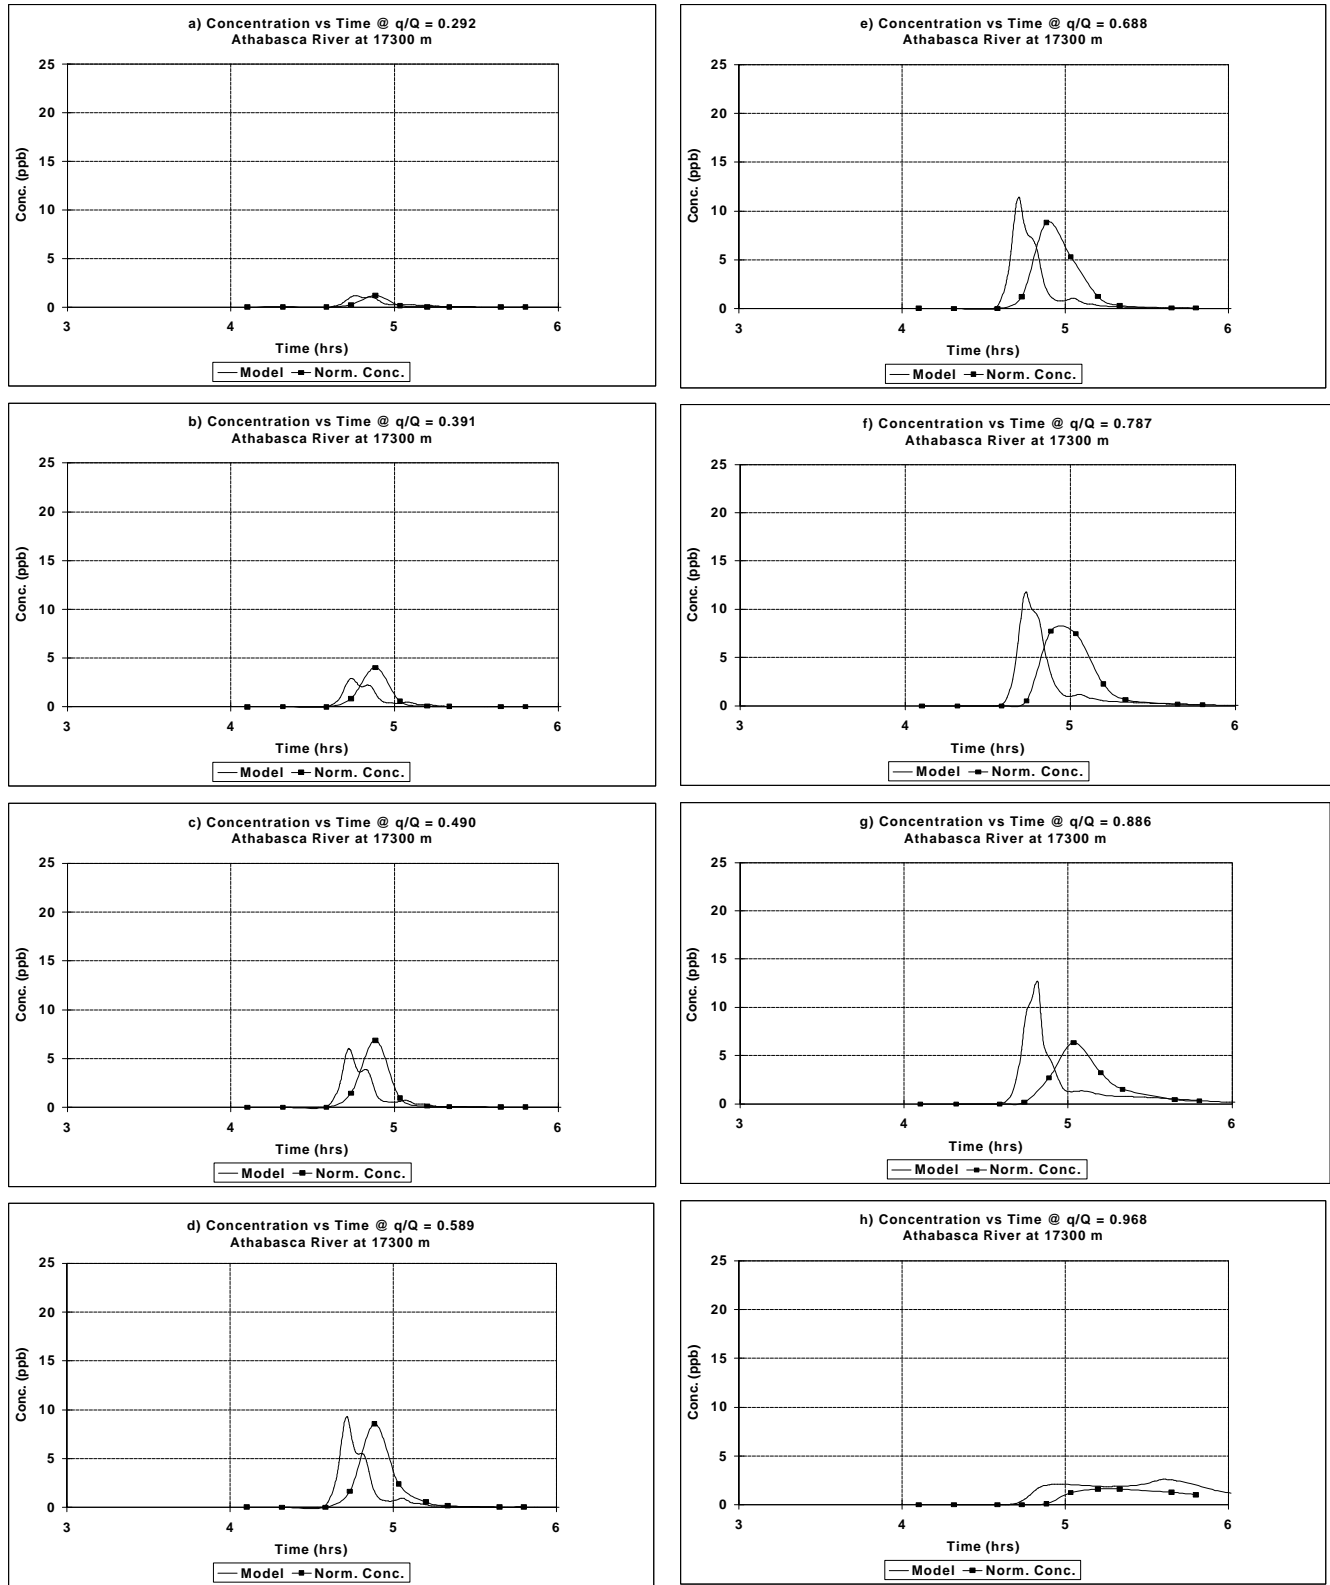 a) Concentration vs Time @ q/Q = 0.292
Athabasca River at 17300 m
25
20
15
10
5
0
3 4 5 6
Conc. (ppb)
Time (hrs)
Model Norm. Conc.
b) Concentration vs Time @ q/Q = 0.391
Athabasca River at 17300 m
25
20
15
10
5
0
3 4 5 6
Conc. (ppb)
Time (hrs)
Model Norm. Conc.
c) Concentration vs Time @ q/Q = 0.490
Athabasca River at 17300 m
25
20
15
10
5
0
3 4 5 6
Conc. (ppb)
Time (hrs)
Model Norm. Conc.
d) Concentration vs Time @ q/Q = 0.589
Athabasca River at 17300 m
25
20
15
10
5
0
3 4 5 6
Conc. (ppb)
Time (hrs)
Model Norm. Conc.
e) Concentration vs Time @ q/Q = 0.688
Athabasca River at 17300 m
25
20
15
10
5
0
3 4 5 6
Conc. (ppb)
Time (hrs)
Model Norm. Conc.
f) Concentration vs Time @ q/Q = 0.787
Athabasca River at 17300 m
25
20
15
10
5
0
3 4 5 6
Conc. (ppb)
Time (hrs)
Model Norm. Conc.
g) Concentration vs Time @ q/Q = 0.886
Athabasca River at 17300 m
25
20
15
10
5
0
3 4 5 6
Conc. (ppb)
Time (hrs)
Model Norm. Conc.
h) Concentration vs Time @ q/Q = 0.968
Athabasca River at 17300 m
25
20
15
10
5
0
3 4 5 6
Conc. (ppb)
Time (hrs)
Model Norm. Conc.